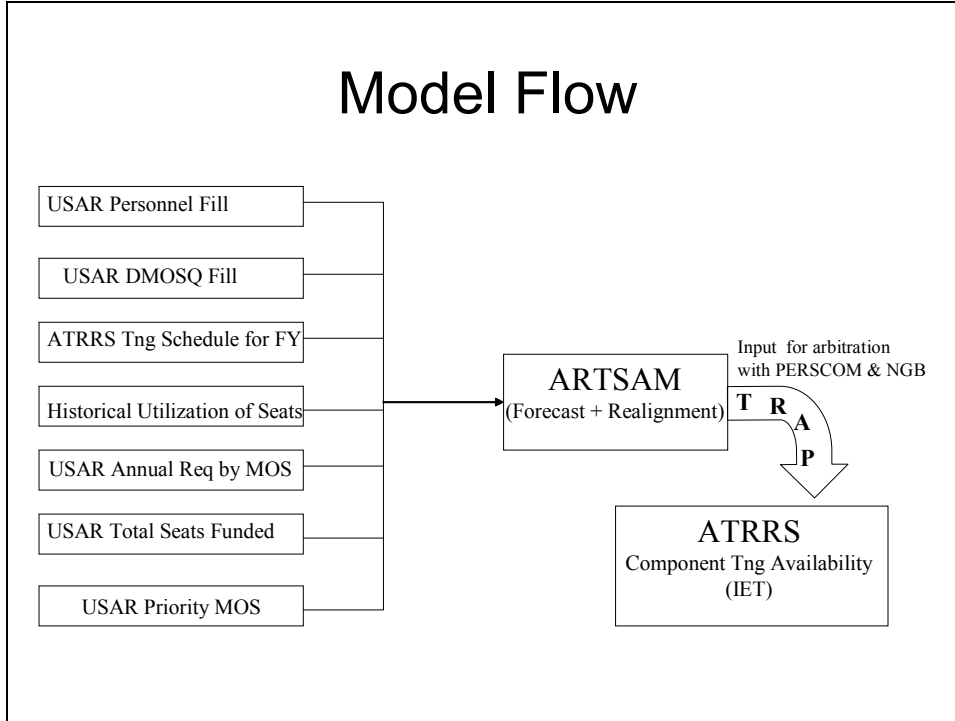 Model Flow
USAR Personnel Fill
USAR DMOSQ Fill
ATRRS Tng Schedule for FY
Historical Utilization of Seats
USAR Annual Req by MOS
USAR Total Seats Funded
USAR Priority MOS
ARTSAM
(Forecast + Realignment)
Input for arbitration
with PERSCOM & NGB
T R A P
ATRRS
Component Tng Availability
(IET)